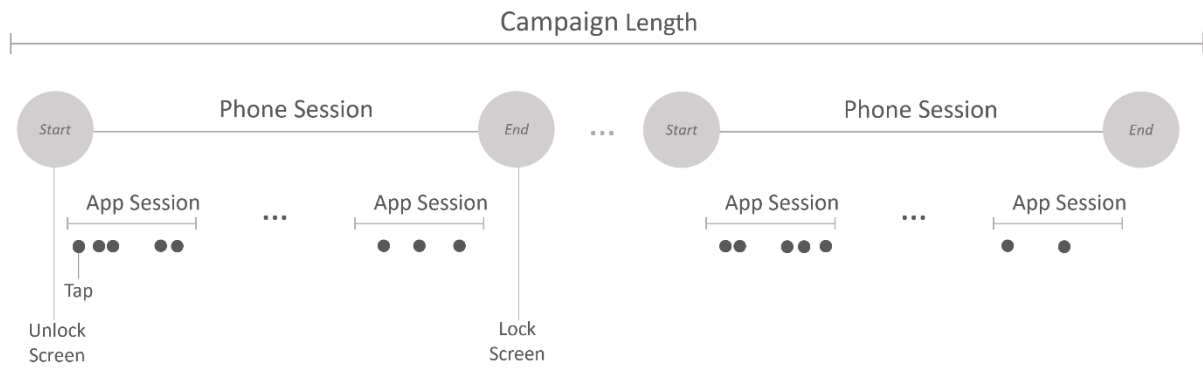 Campaign Length
Phone Session
Phone Session
Start
End
...
Start
End
App Session
...
App Session
App Session
...
App Session
Tap
Unlock
Screen
Lock
Screen